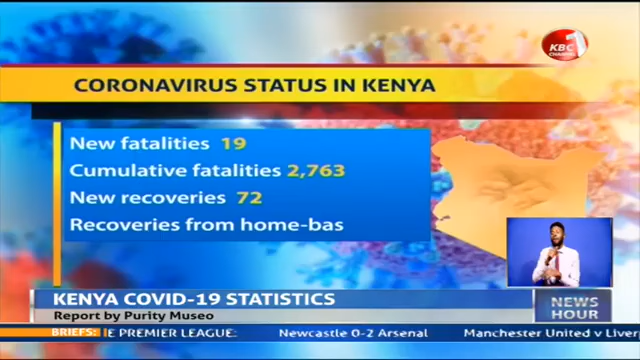 KBC
CHANNEL 1
CORONAVIRUS STATUS IN KENYA
New fatalities 19
Cumulative fatalities 2,763
New recoveries 72
Recoveries from home-bas
KENYA COVID-19 STATISTICS
Report by Purity Museo
NEWS
HOUR
BRIEFS: IE PREMIER LEAGUE: Newcastle 0-2 Arsenal Manchester United v Liverp